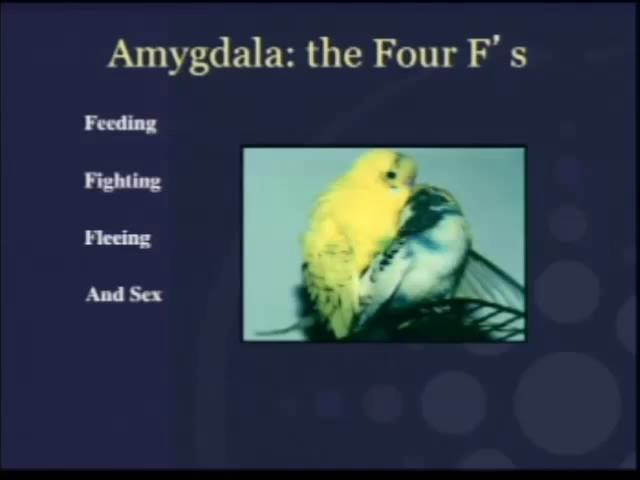 Amygdala: the Four F’s
Feeding
Fighting
Fleeing
And Sex